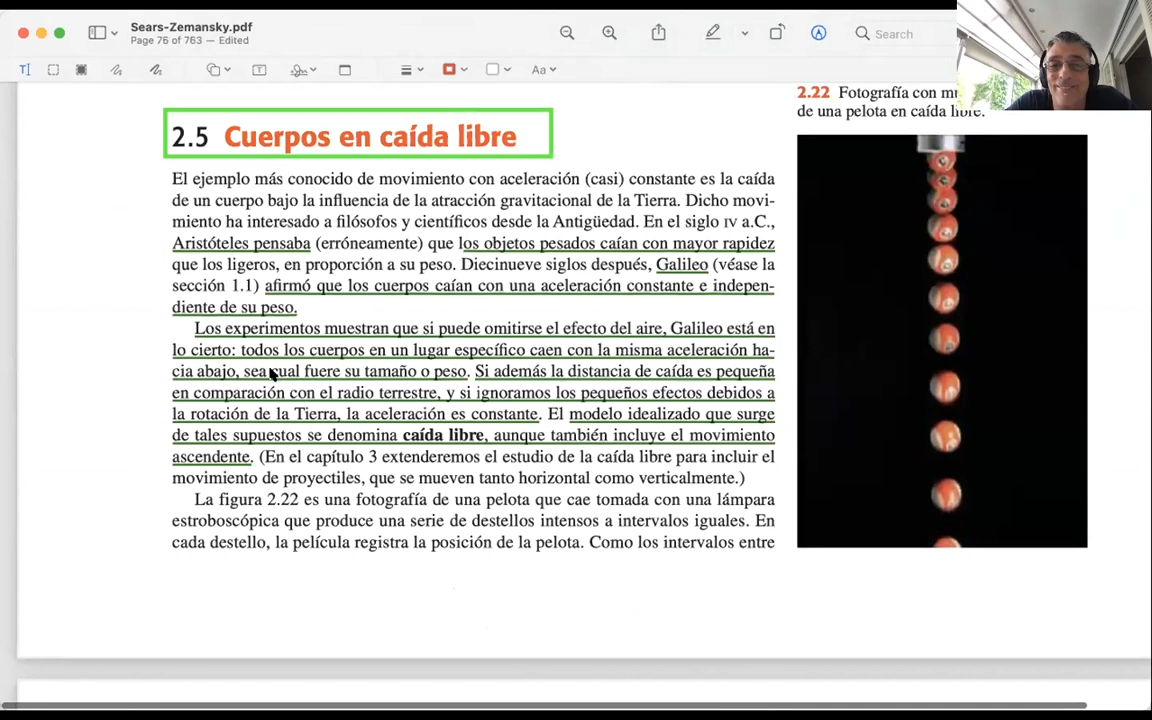 Sears-Zemansky.pdf
Page 76 of 763 — Edited
Search
Aa
2.22 Fotografía con mu
de una pelota en caída libre.
2.5 Cuerpos en caída libre
El ejemplo más conocido de movimiento con aceleración (casi) constante es la caída
de un cuerpo bajo la influencia de la atracción gravitacional de la Tierra. Dicho movi-
miento ha interesado a filósofos y científicos desde la Antigüedad. En el siglo IV a.C.,
Aristóteles pensaba (erróneamente) que los objetos pesados caían con mayor rapidez
que los ligeros, en proporción a su peso. Diecinueve siglos después, Galileo (véase la
sección 1.1) afirmó que los cuerpos caían con una aceleración constante e indepen-
diente de su peso.
Los experimentos muestran que si puede omitirse el efecto del aire, Galileo está en
lo cierto: todos los cuerpos en un lugar específico caen con la misma aceleración ha-
cia abajo, sea cual fuere su tamaño o peso. Si además la distancia de caída es pequeña
en comparación con el radio terrestre, y si ignoramos los pequeños efectos debidos a
la rotación de la Tierra, la aceleración es constante. El modelo idealizado que surge
de tales supuestos se denomina caída libre, aunque también incluye el movimiento
ascendente. (En el capítulo 3 extenderemos el estudio de la caída libre para incluir el
movimiento de proyectiles, que se mueven tanto horizontal como verticalmente.)
La figura 2.22 es una fotografía de una pelota que cae tomada con una lámpara
estroboscópica que produce una serie de destellos intensos a intervalos iguales. En
cada destello, la película registra la posición de la pelota. Como los intervalos entre